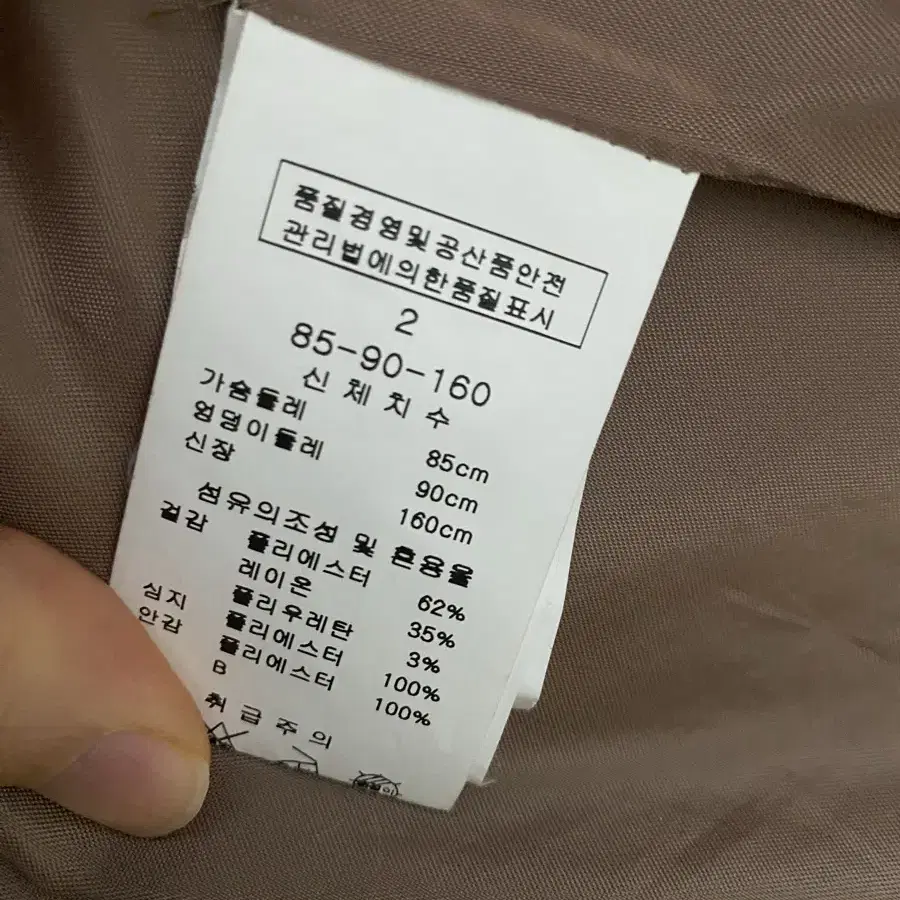 품질경영및공산품안전
관리법에의한품질표시
2
85-90-160
신체치수
가슴둘레 85cm
엉덩이둘레 90cm
신장 160cm
섬유의조성 및 혼용율
겉감 폴리에스터 62%
레이온 35%
폴리우레탄 3%
심지 폴리에스터 100%
안감 폴리에스터 100%
B
취급주의